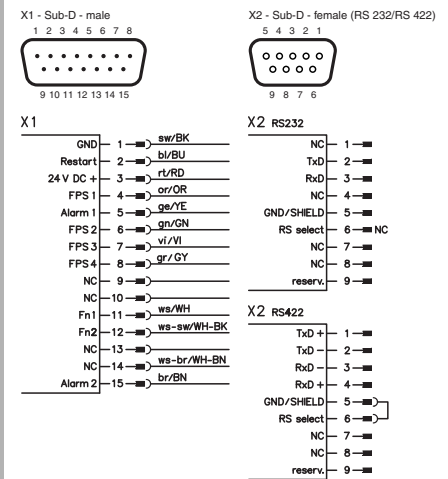 X1 - Sub-D - male
1 2 3 4 5 6 7 8
9 10 11 12 13 14 15
X2 - Sub-D - female (RS 232/RS 422)
5 4 3 2 1
9 8 7 6
X1
GND 1 sw/BK
Restart 2 bl/BU
24 V DC + 3 rt/RD
FPS 1 4 or/OR
Alarm 1 5 ge/YE
FPS 2 6 gn/GN
FPS 3 7 vi/VI
FPS 4 8 gr/GY
NC 9
NC 10
Fn1 11 ws/WH
Fn2 12 ws-sw/WH-BK
NC 13
NC 14 ws-br/WH-BN
Alarm 2 15 br/BN
X2 RS232
NC 1
TxD 2
RxD 3
NC 4
GND/SHIELD 5
RS select 6 NC
NC 7
NC 8
reserv. 9
X2 RS422
TxD + 1
TxD - 2
RxD - 3
RxD + 4
GND/SHIELD 5
RS select 6
NC 7
NC 8
reserv. 9